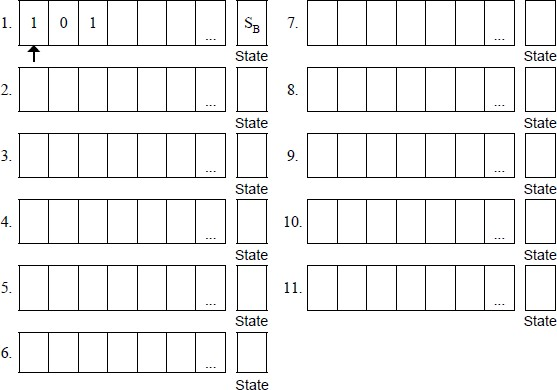 1. 1 0 1 ... S_B
State
2. ...
State
3. ...
State
4. ...
State
5. ...
State
6. ...
State
7. ...
State
8. ...
State
9. ...
State
10. ...
State
11. ...
State